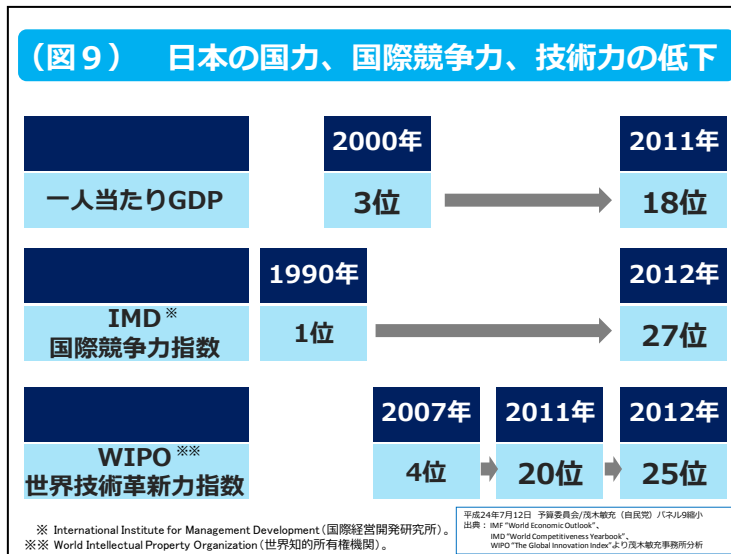 （図９）　日本の国力、国際競争力、技術力の低下
2000年 2011年
一人当たりGDP 3位 18位
1990年 2012年
IMD※
国際競争力指数 1位 27位
2007年 2011年 2012年
WIPO※※
世界技術革新力指数 4位 20位 25位
※ International Institute for Management Development（国際経営開発研究所）。
※※ World Intellectual Property Organization（世界知的所有権機関）。
平成24年7月12日　予算委員会/茂木敏充（自民党）パネル9縮小
出典： IMF "World Economic Outlook"、
IMD "World Competitiveness Yearbook"、
WIPO "The Global Innovation Index"より茂木敏充事務所分析